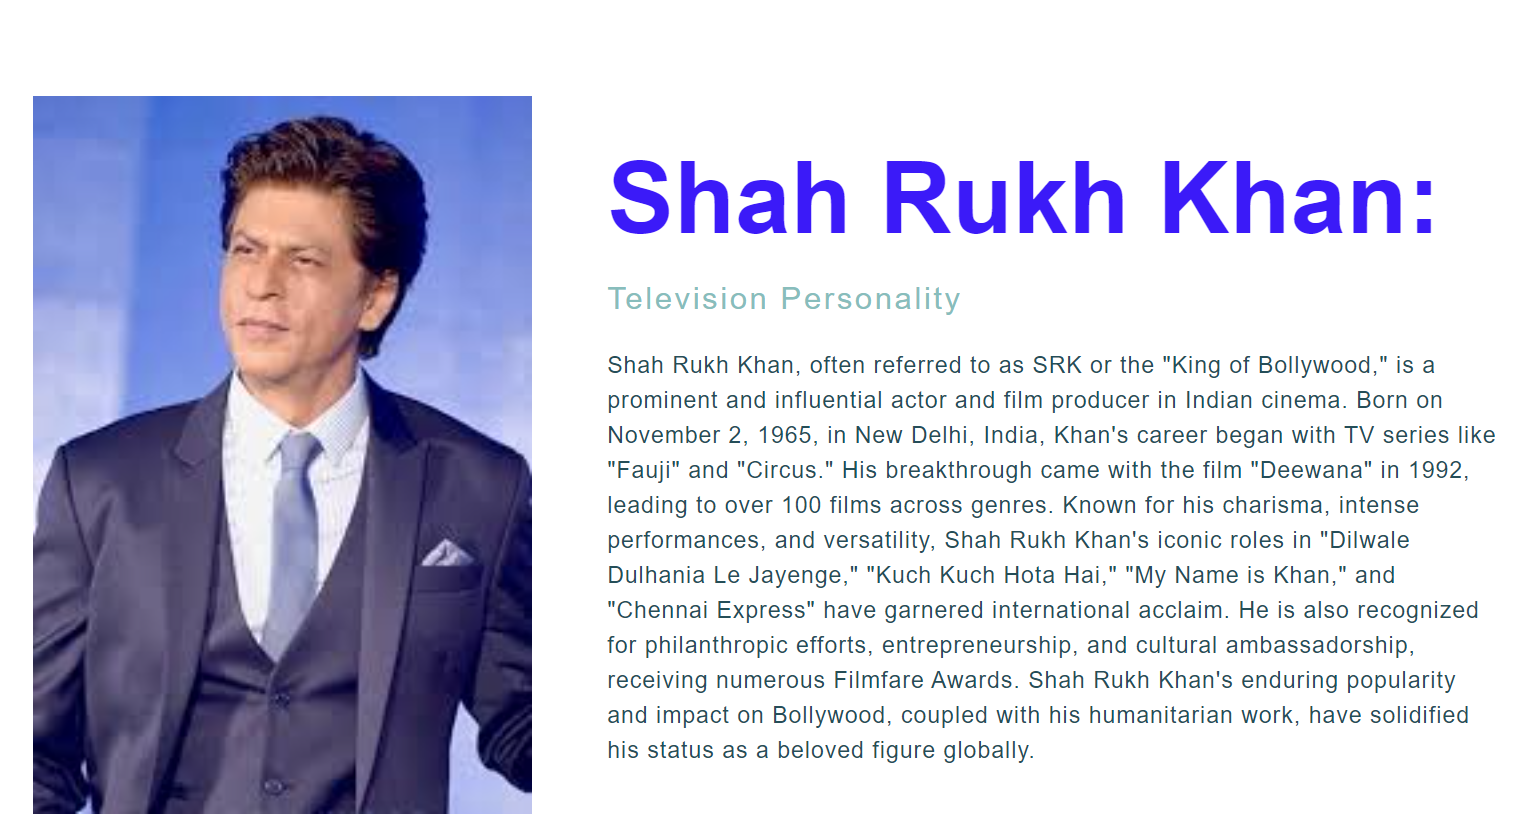 Shah Rukh Khan:
Television Personality
Shah Rukh Khan, often referred to as SRK or the "King of Bollywood," is a
prominent and influential actor and film producer in Indian cinema. Born on
November 2, 1965, in New Delhi, India, Khan's career began with TV series like
"Fauji" and "Circus." His breakthrough came with the film "Deewana" in 1992,
leading to over 100 films across genres. Known for his charisma, intense
performances, and versatility, Shah Rukh Khan's iconic roles in "Dilwale
Dulhania Le Jayenge," "Kuch Kuch Hota Hai," "My Name is Khan," and
"Chennai Express" have garnered international acclaim. He is also recognized
for philanthropic efforts, entrepreneurship, and cultural ambassadorship,
receiving numerous Filmfare Awards. Shah Rukh Khan's enduring popularity
and impact on Bollywood, coupled with his humanitarian work, have solidified
his status as a beloved figure globally.